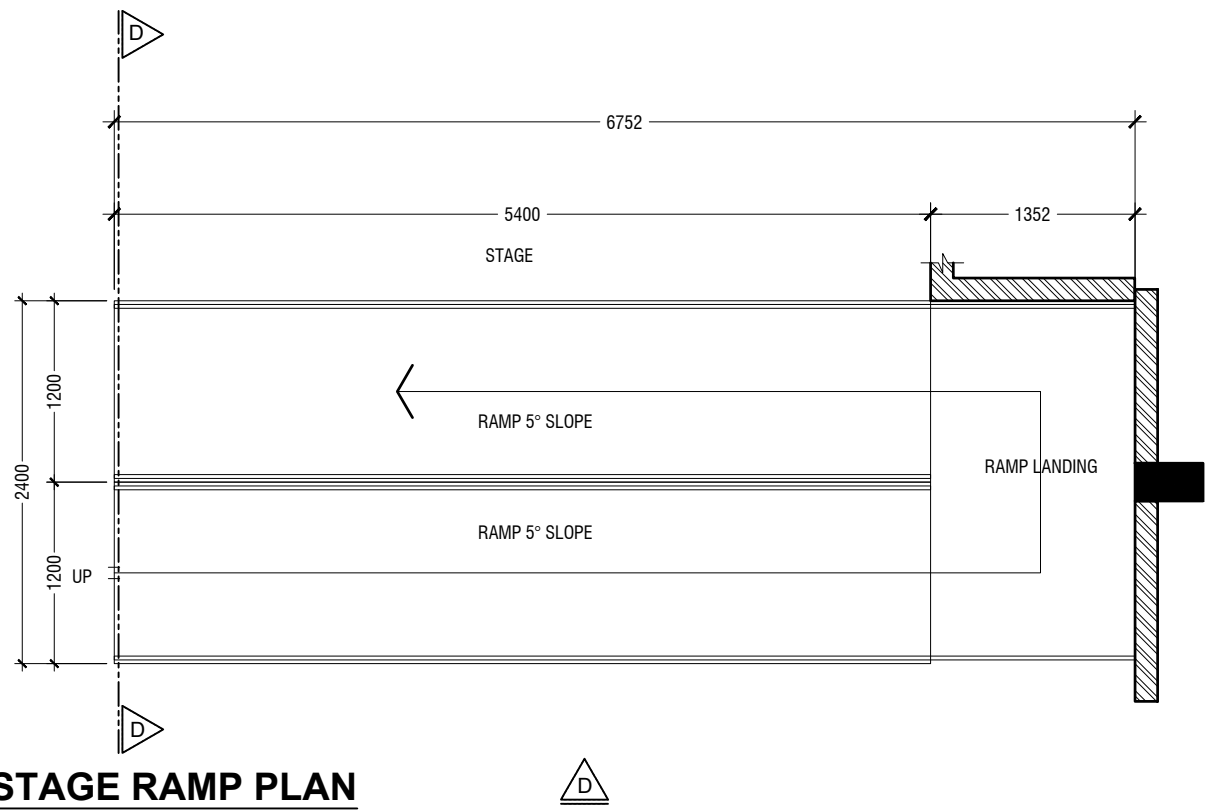 D
6752
5400
1352
STAGE
1200
2400
RAMP 5° SLOPE
RAMP LANDING
RAMP 5° SLOPE
1200
UP
D
STAGE RAMP PLAN
D